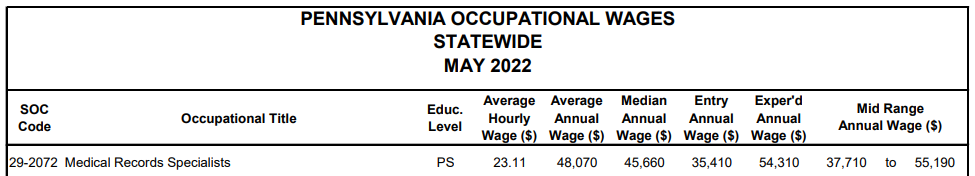 PENNSYLVANIA OCCUPATIONAL WAGES
STATEWIDE
MAY 2022
SOC Code Occupational Title Educ. Level Average Hourly Wage ($) Average Annual Wage ($) Median Annual Wage ($) Entry Annual Wage ($) Exper'd Annual Wage ($) Mid Range Annual Wage ($)
29-2072 Medical Records Specialists PS 23.11 48,070 45,660 35,410 54,310 37,710 to 55,190